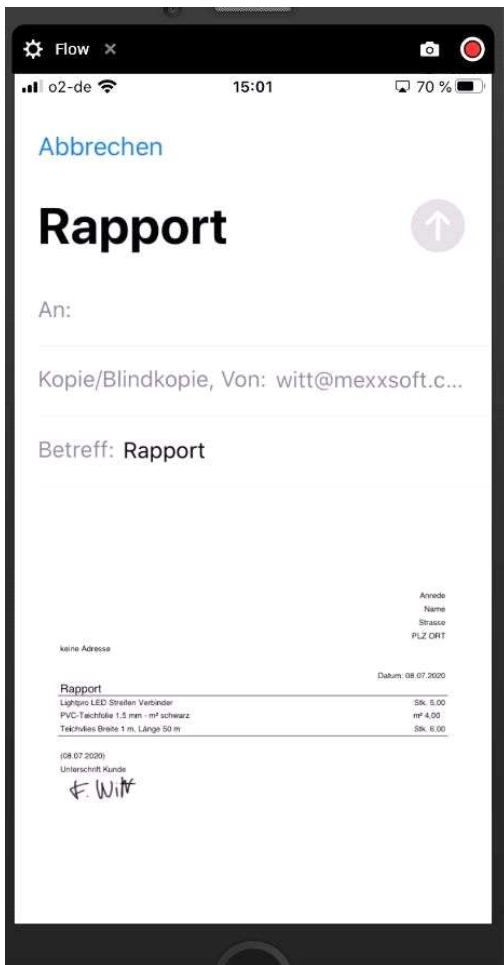 Flow
o2-de 15:01 70 %
Abbrechen
Rapport
An:
Kopie/Blindkopie, Von: witt@mexxsoft.c...
Betreff: Rapport
Anrede
Name
Strasse
PLZ ORT
keine Adresse
Datum: 08.07.2020
Rapport
Lightpro LED Streifen Verbinder Stk. 5,00
PVC-Teichfolie 1,5 mm - m² schwarz m² 4,00
Teichvlies Breite 1 m, Länge 50 m Stk. 6,00
(08.07.2020)
Unterschrift Kunde
F. Witt